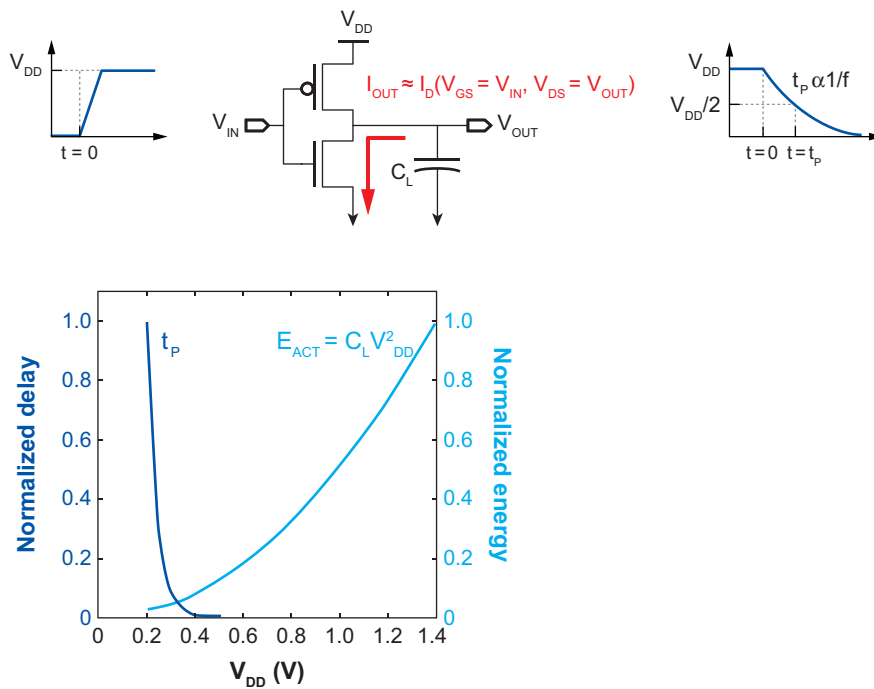 V_DD
t = 0
V_DD
V_IN
I_OUT ≈ I_D(V_GS = V_IN, V_DS = V_OUT)
V_OUT
C_L
V_DD
V_DD/2
t_P α1/f
t=0 t=t_P
Normalized delay
1.0
0.8
0.6
0.4
0.2
0
t_P
E_ACT = C_L V²_DD
1.0
0.8
0.6
0.4
0.2
0
Normalized energy
0 0.2 0.4 0.6 0.8 1.0 1.2 1.4
V_DD (V)